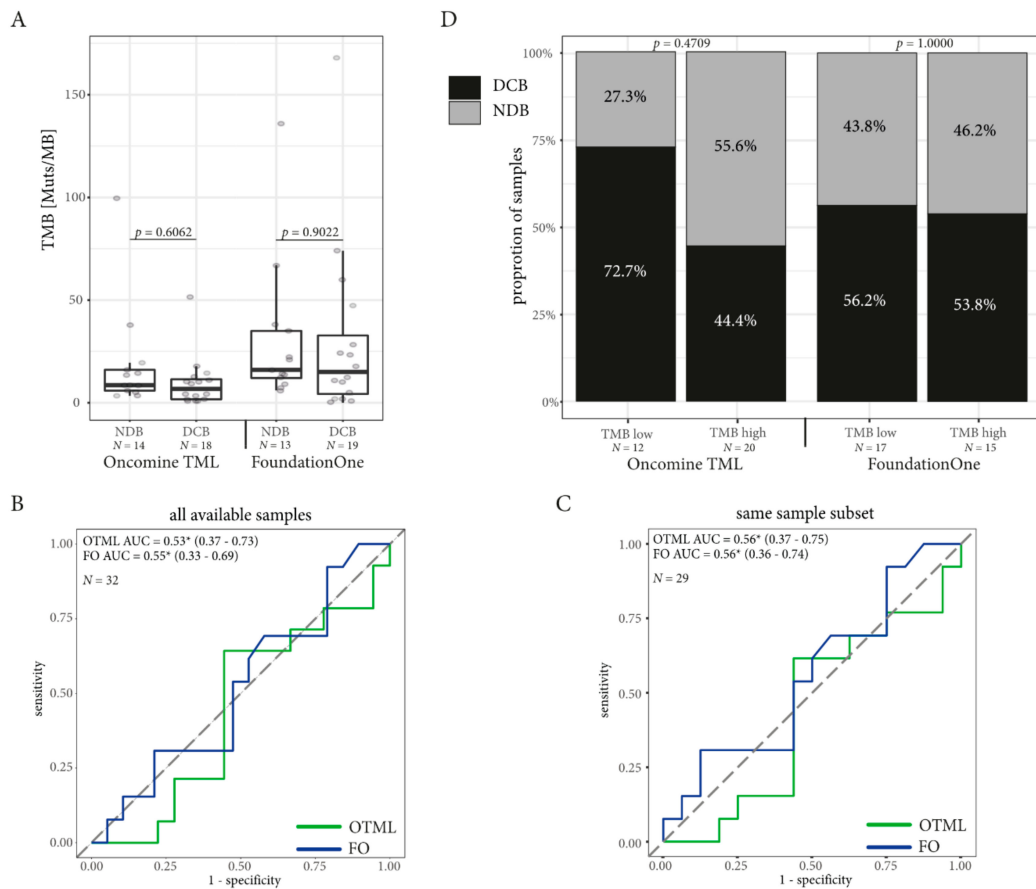 A
TMB [Muts/MB]
150
100
50
0
p = 0.6062
p = 0.9022
NDB
N = 14
DCB
N = 18
NDB
N = 13
DCB
N = 19
Oncomine TML
FoundationOne
D
DCB
NDB
proprotion of samples
100%
75%
50%
25%
0%
p = 0.4709
p = 1.0000
27.3%
55.6%
43.8%
46.2%
72.7%
44.4%
56.2%
53.8%
TMB low
N = 12
TMB high
N = 20
TMB low
N = 17
TMB high
N = 15
Oncomine TML
FoundationOne
B
all available samples
OTML AUC = 0.53* (0.37 - 0.73)
FO AUC = 0.55* (0.33 - 0.69)
N = 32
sensitivity
1.00
0.75
0.50
0.25
0.00
OTML
FO
0.00 0.25 0.50 0.75 1.00
1 - specificity
C
same sample subset
OTML AUC = 0.56* (0.37 - 0.75)
FO AUC = 0.56* (0.36 - 0.74)
N = 29
sensitivity
1.00
0.75
0.50
0.25
0.00
OTML
FO
0.00 0.25 0.50 0.75 1.00
1 - specificity